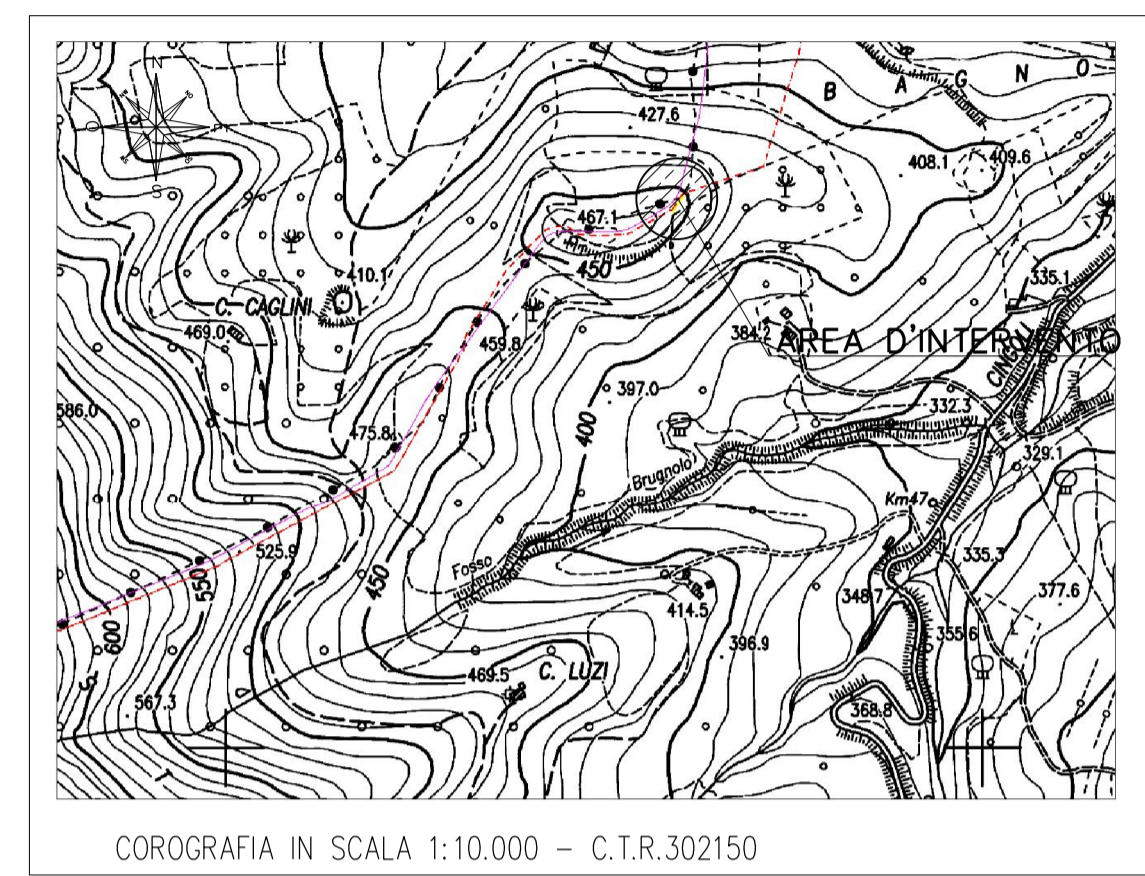 N
B A G N O
427.6
408.1
409.6
S
467.1
450
410.1
335.1
C. CAGLINI
469.0
384.2
AREA D'INTERVENTO
459.8
586.0
397.0
332.3
475.8
400
329.1
Brugnolo
Km47
525.9
335.3
Fosso
550
450
348.7
377.6
414.5
600
396.9
355.6
469.5
C. LUZI
567.3
368.8
COROGRAFIA IN SCALA 1:10.000 – C.T.R.302150